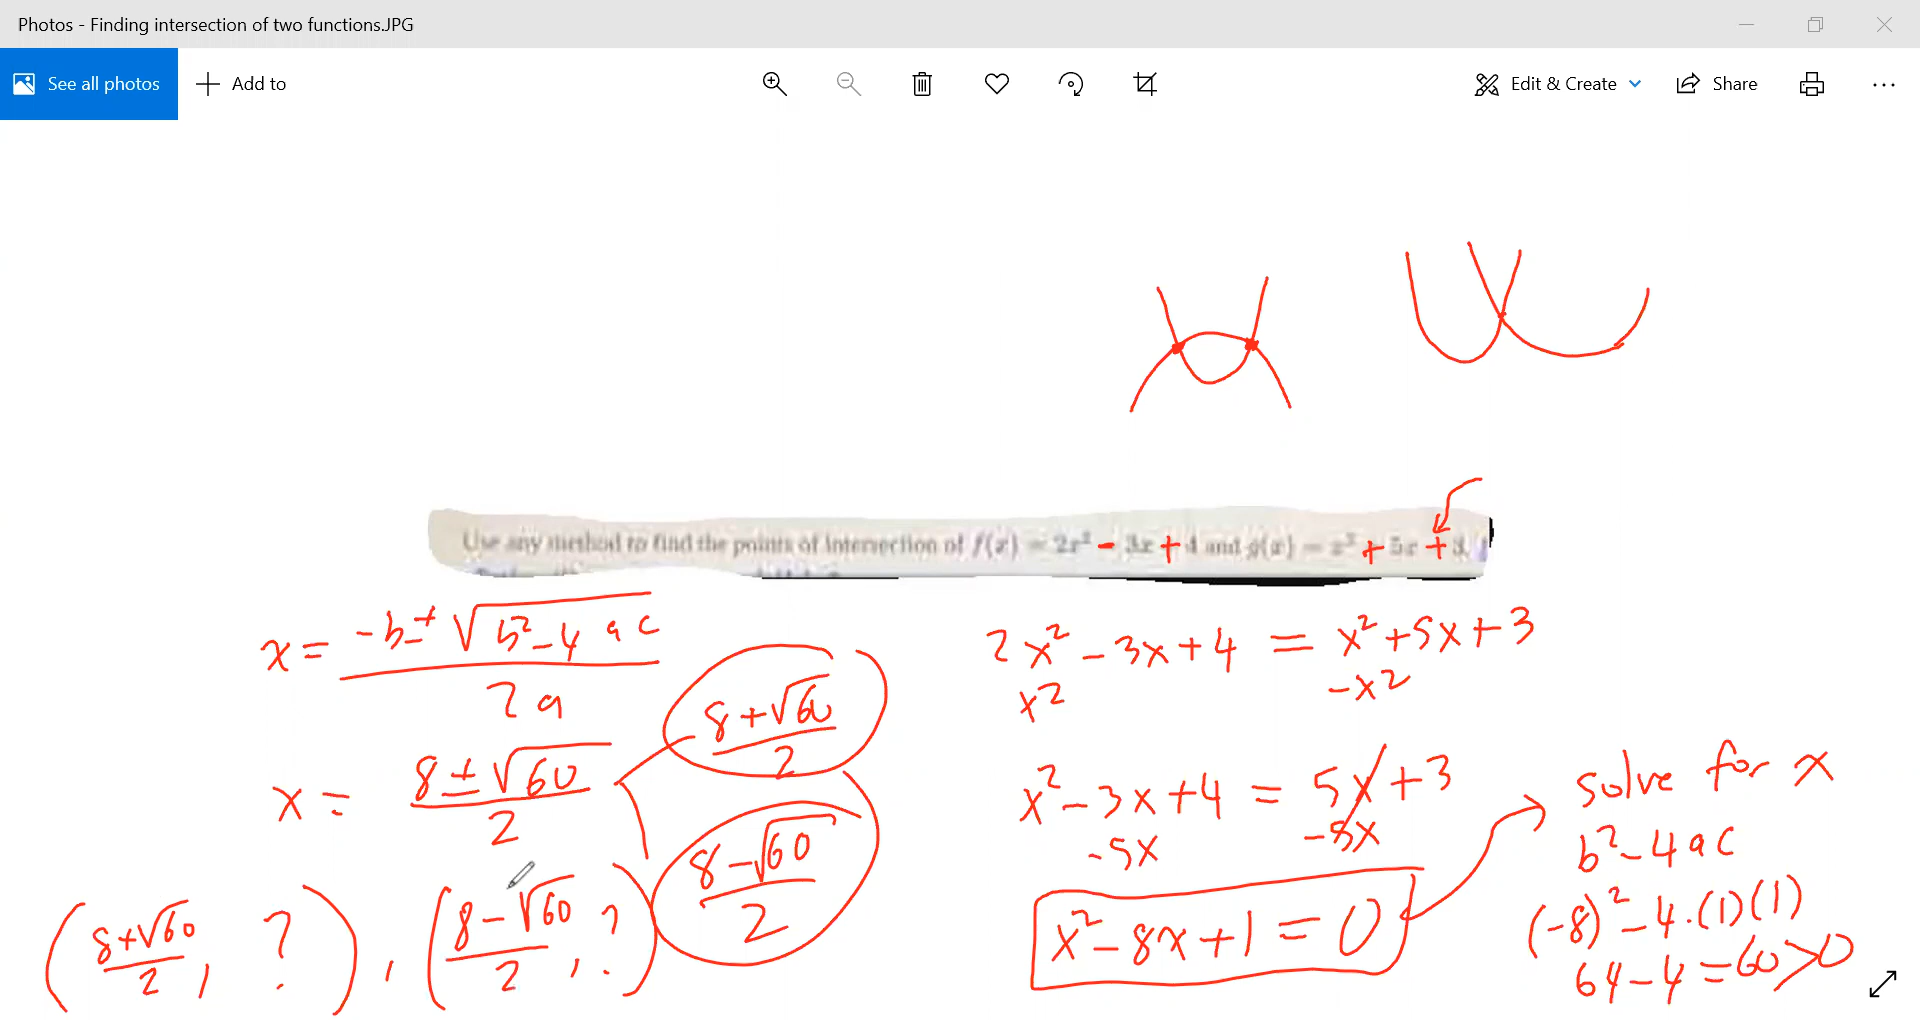 Photos - Finding intersection of two functions.JPG
See all photos
Add to
Edit & Create
Share
Use any method to find the points of intersection of f(x) = 2x² - 3x + 4 and g(x) = x² + 5x + 3.
x = -b ± √b² - 4ac / 2a
2x² - 3x + 4 = x² + 5x + 3
x²  -x2
8 + √60 / 2
x = 8 ± √60 / 2
x² - 3x + 4 = 5x + 3
-5x  -5x
solve for x
b² - 4ac
8 - √60 / 2
x² - 8x + 1 = 0
(-8)² - 4·(1)(1)
64 - 4 = 60 > 0
(8 + √60 / 2, ?), (8 - √60 / 2, ?)